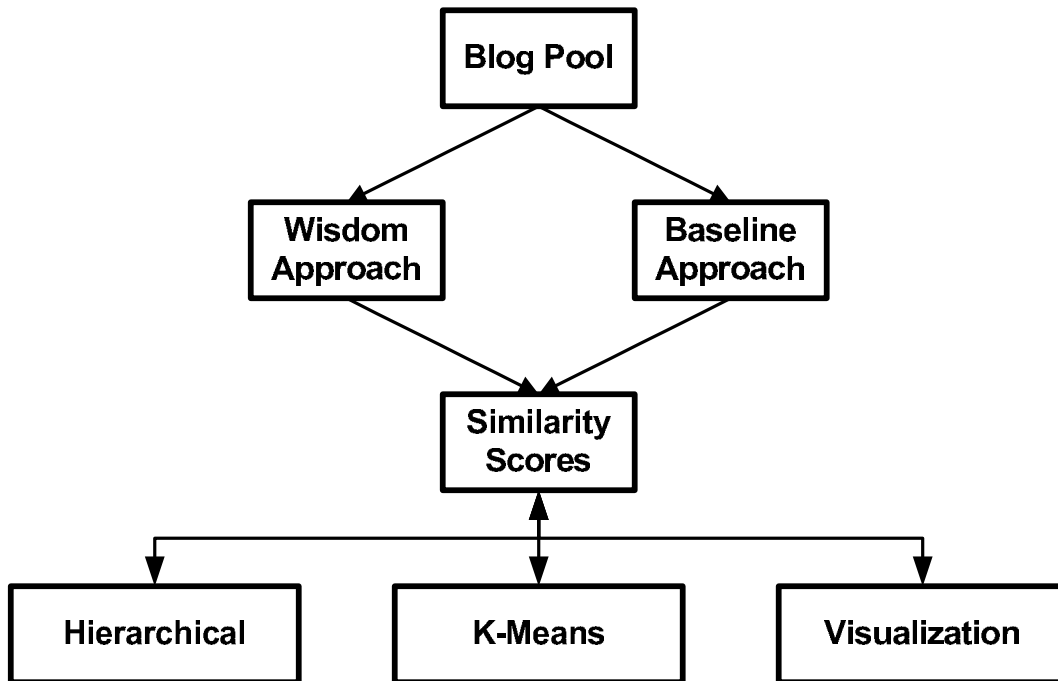 Blog Pool
Wisdom
Approach
Baseline
Approach
Similarity
Scores
Hierarchical
K-Means
Visualization